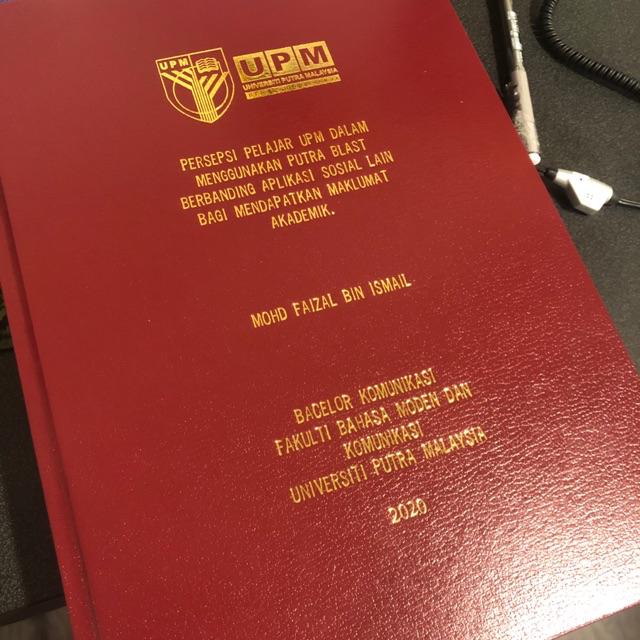 UPM
UPM
UNIVERSITI PUTRA MALAYSIA
PERSEPSI PELAJAR UPM DALAM
MENGGUNAKAN PUTRA BLAST
BERBANDING APLIKASI SOSIAL LAIN
BAGI MENDAPATKAN MAKLUMAT
AKADEMIK.
MOHD FAIZAL BIN ISMAIL
BACELOR KOMUNIKASI
FAKULTI BAHASA MODEN DAN
KOMUNIKASI
UNIVERSITI PUTRA MALAYSIA
2020